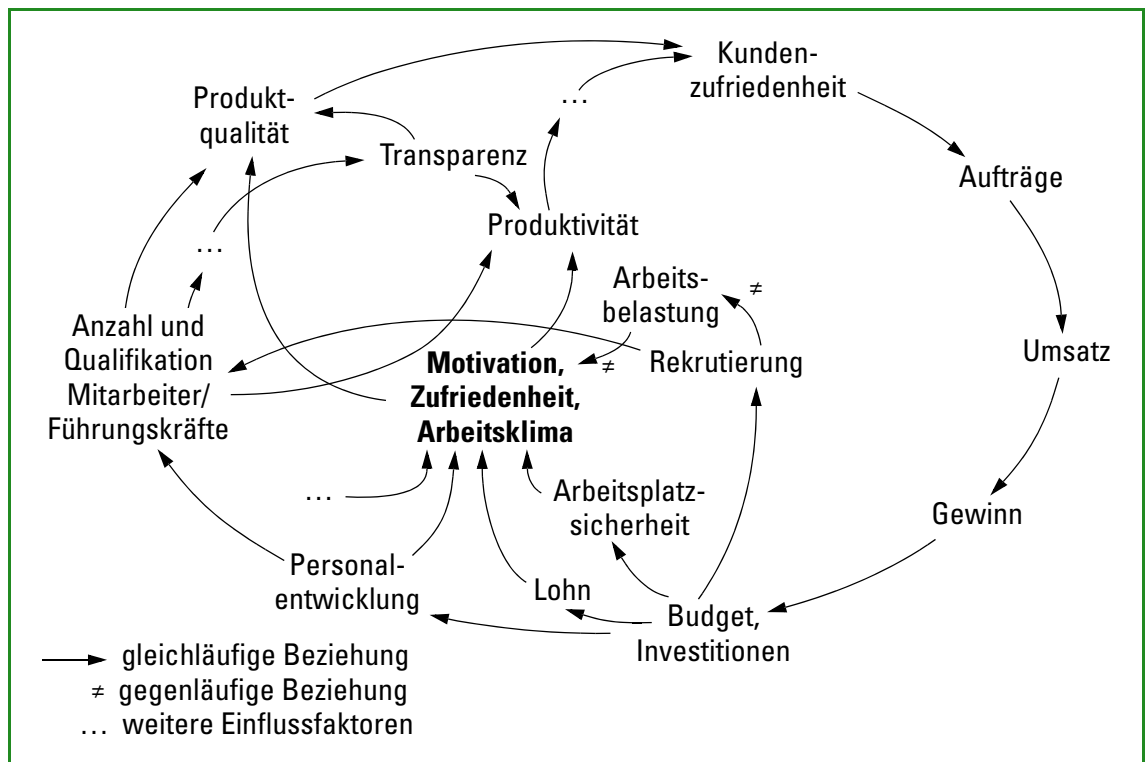 Kunden-
zufriedenheit
Produkt-
qualität
…
Transparenz
Aufträge
Produktivität
…
Arbeits-
belastung
≠
Anzahl und
Qualifikation
Mitarbeiter/
Führungskräfte
Motivation,
Zufriedenheit,
Arbeitsklima
≠
Rekrutierung
Umsatz
…
Arbeitsplatz-
sicherheit
Gewinn
Personal-
entwicklung
Lohn
Budget,
Investitionen
gleichläufige Beziehung
≠ gegenläufige Beziehung
… weitere Einflussfaktoren